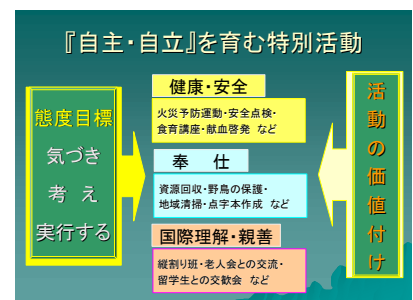 『自主・自立』を育む特別活動
態度目標
気づき
考え
実行する
健康・安全
火災予防運動・安全点検・
食育講座・献血啓発 など
奉 仕
資源回収・野鳥の保護・
地域清掃・点字本作成 など
国際理解・親善
縦割り班・老人会との交流・
留学生との交歓会 など
活動の価値付け